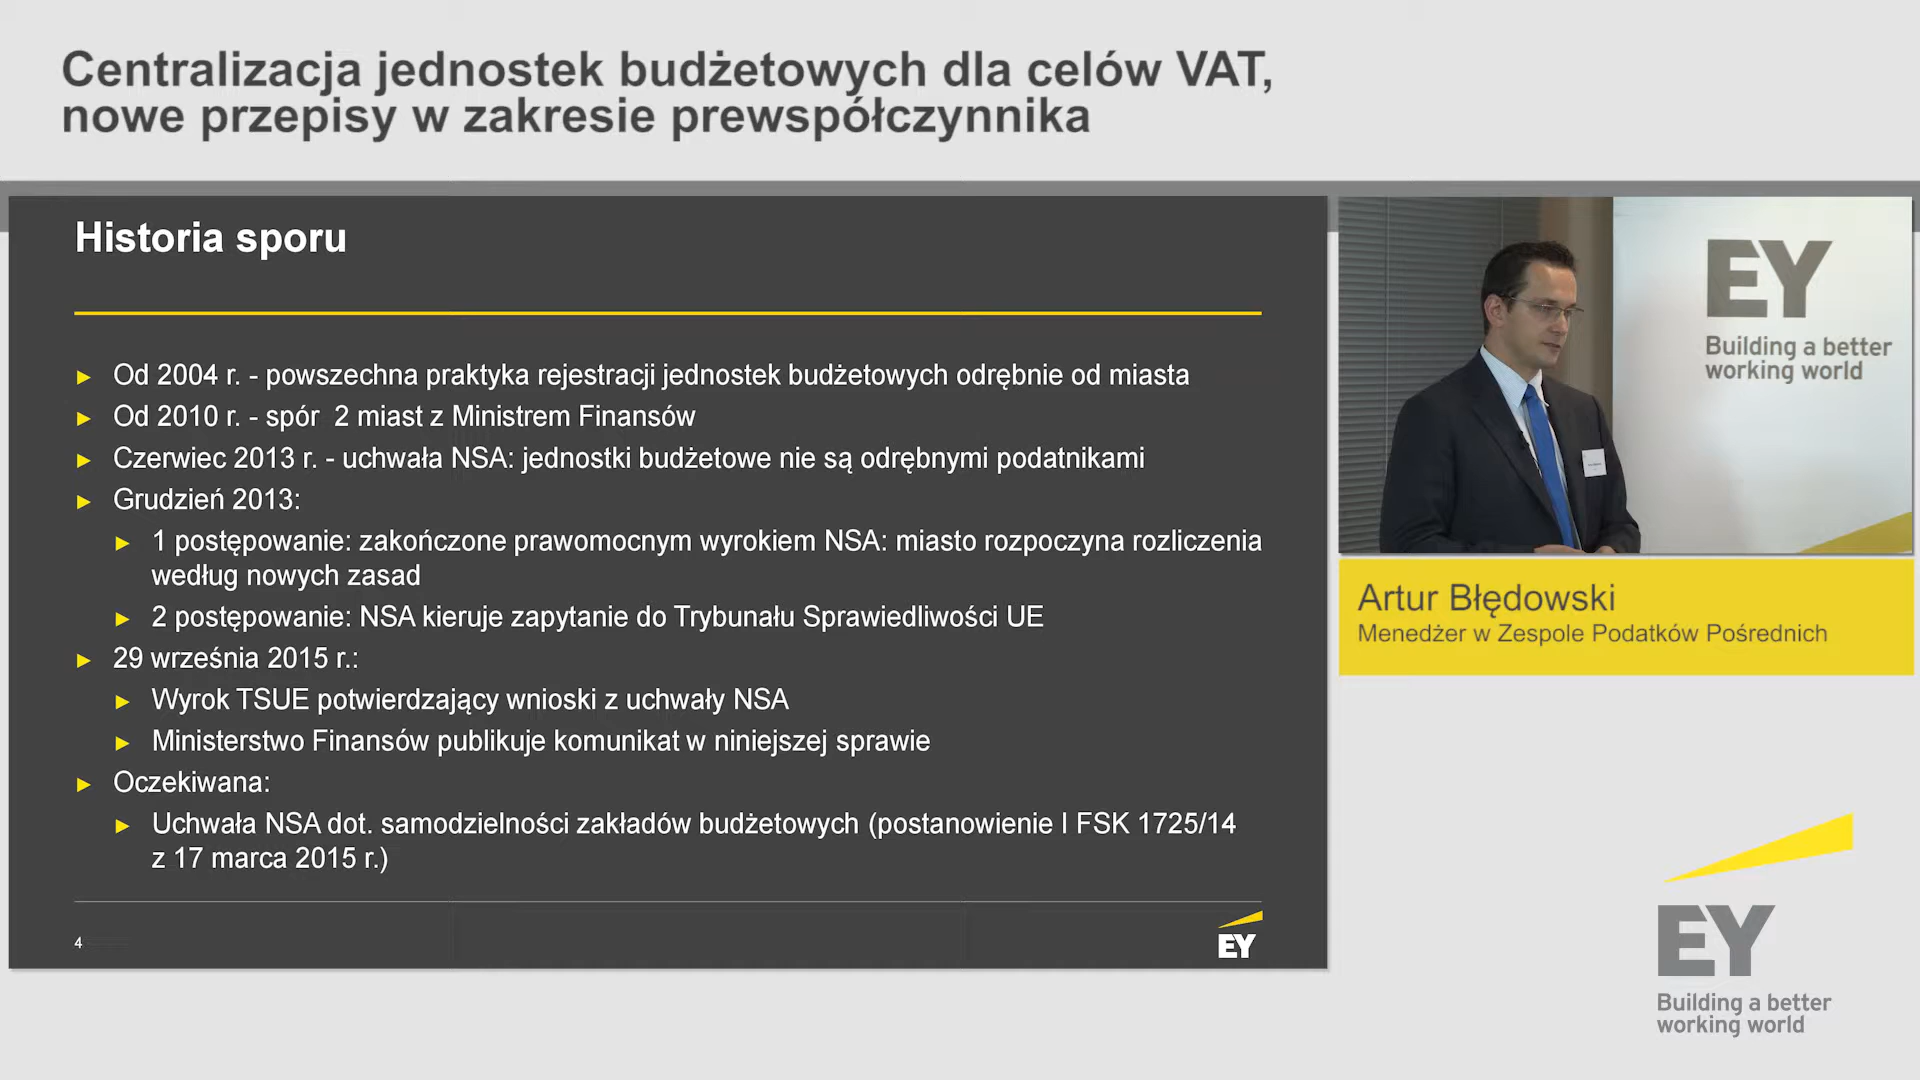 Centralizacja jednostek budżetowych dla celów VAT,
nowe przepisy w zakresie prewspółczynnika
Historia sporu
► Od 2004 r. - powszechna praktyka rejestracji jednostek budżetowych odrębnie od miasta
► Od 2010 r. - spór 2 miast z Ministrem Finansów
► Czerwiec 2013 r. - uchwała NSA: jednostki budżetowe nie są odrębnymi podatnikami
► Grudzień 2013:
► 1 postępowanie: zakończone prawomocnym wyrokiem NSA: miasto rozpoczyna rozliczenia
według nowych zasad
► 2 postępowanie: NSA kieruje zapytanie do Trybunału Sprawiedliwości UE
► 29 września 2015 r.:
► Wyrok TSUE potwierdzający wnioski z uchwały NSA
► Ministerstwo Finansów publikuje komunikat w niniejszej sprawie
► Oczekiwana:
► Uchwała NSA dot. samodzielności zakładów budżetowych (postanowienie I FSK 1725/14
z 17 marca 2015 r.)
4
EY
EY
Building a better
working world
Artur Błędowski
Menedżer w Zespole Podatków Pośrednich
EY
Building a better
working world